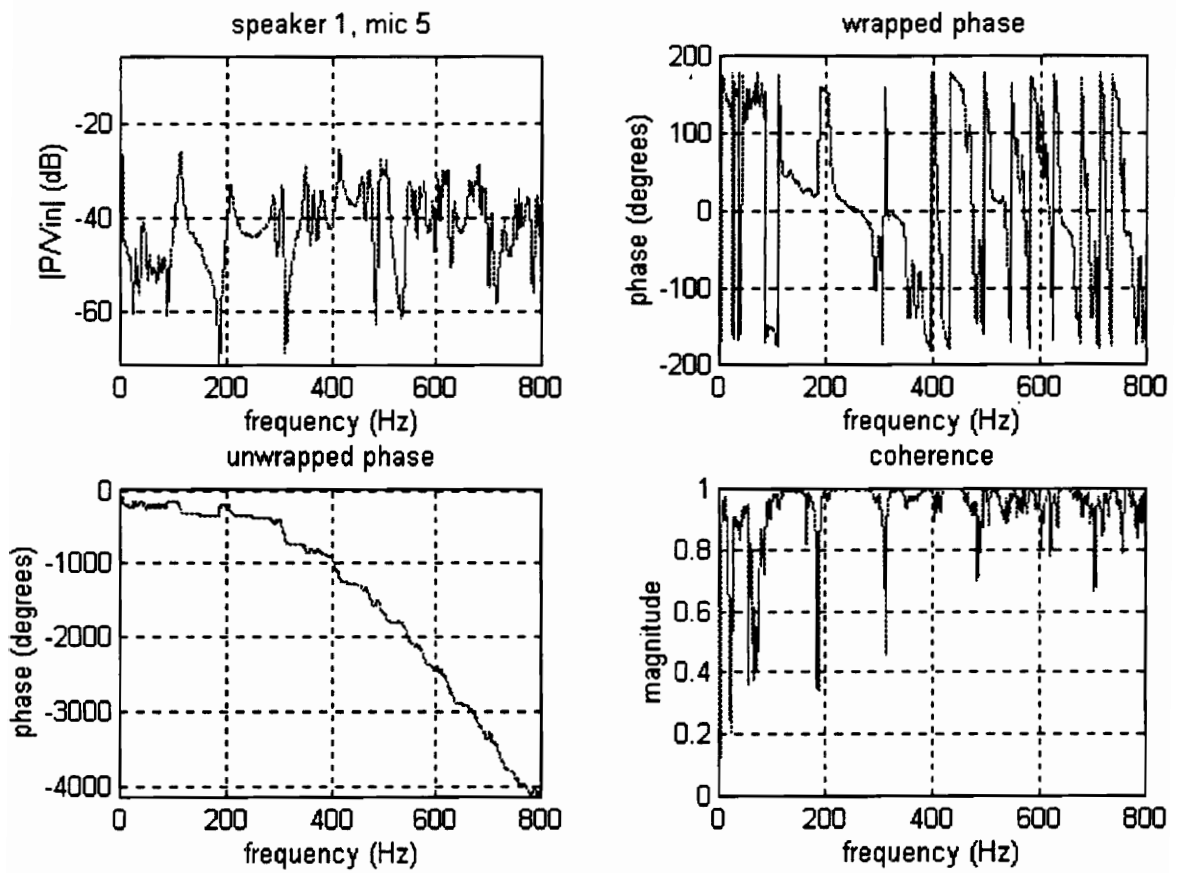 speaker 1, mic 5
|P/Vin| (dB)
-20
-40
-60
0 200 400 600 800
frequency (Hz)
wrapped phase
phase (degrees)
200
100
0
-100
-200
0 200 400 600 800
frequency (Hz)
unwrapped phase
phase (degrees)
0
-1000
-2000
-3000
-4000
0 200 400 600 800
frequency (Hz)
coherence
magnitude
1
0.8
0.6
0.4
0.2
0
0 200 400 600 800
frequency (Hz)